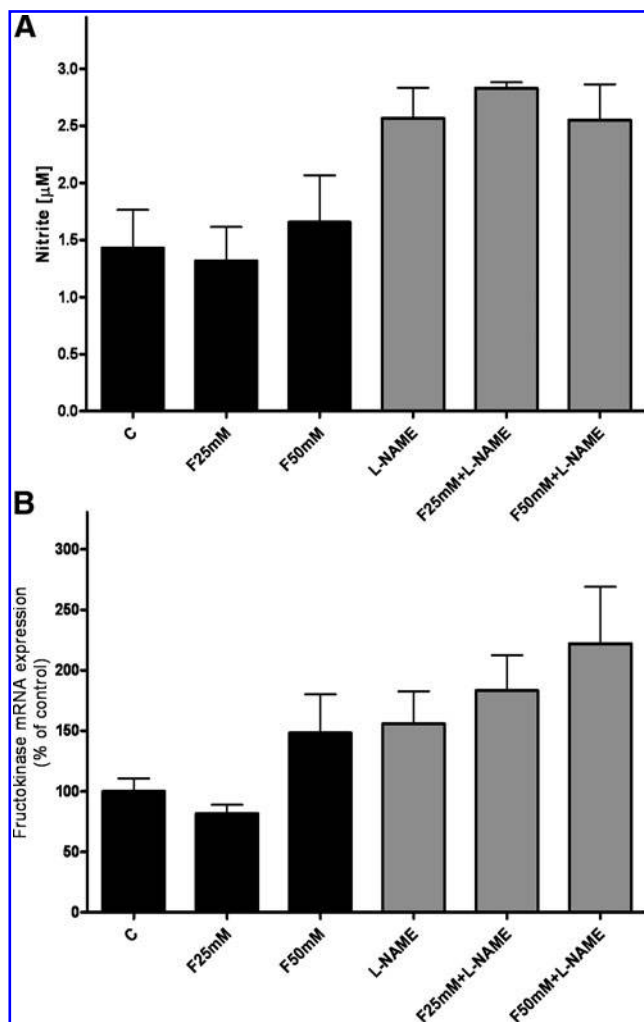 A
Nitrite [µM]
3.0
2.5
2.0
1.5
1.0
0.5
0.0
C
F25mM
F50mM
L-NAME
F25mM+L-NAME
F50mM+L-NAME
B
Fructokinase mRNA expression
(% of control)
300
250
200
150
100
50
0
C
F25mM
F50mM
L-NAME
F25mM+L-NAME
F50mM+L-NAME